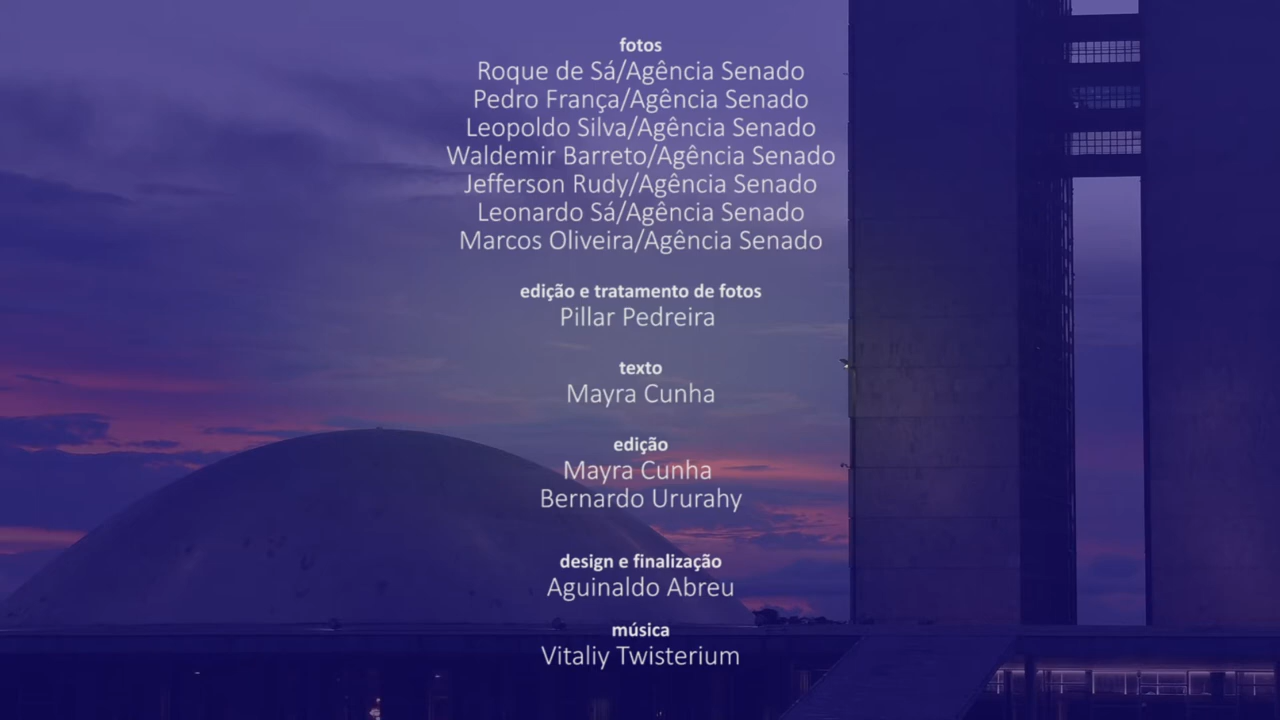 fotos
Roque de Sá/Agência Senado
Pedro França/Agência Senado
Leopoldo Silva/Agência Senado
Waldemir Barreto/Agência Senado
Jefferson Rudy/Agência Senado
Leonardo Sá/Agência Senado
Marcos Oliveira/Agência Senado
edição e tratamento de fotos
Pillar Pedreira
texto
Mayra Cunha
edição
Mayra Cunha
Bernardo Ururahy
design e finalização
Aguinaldo Abreu
música
Vitaliy Twisterium